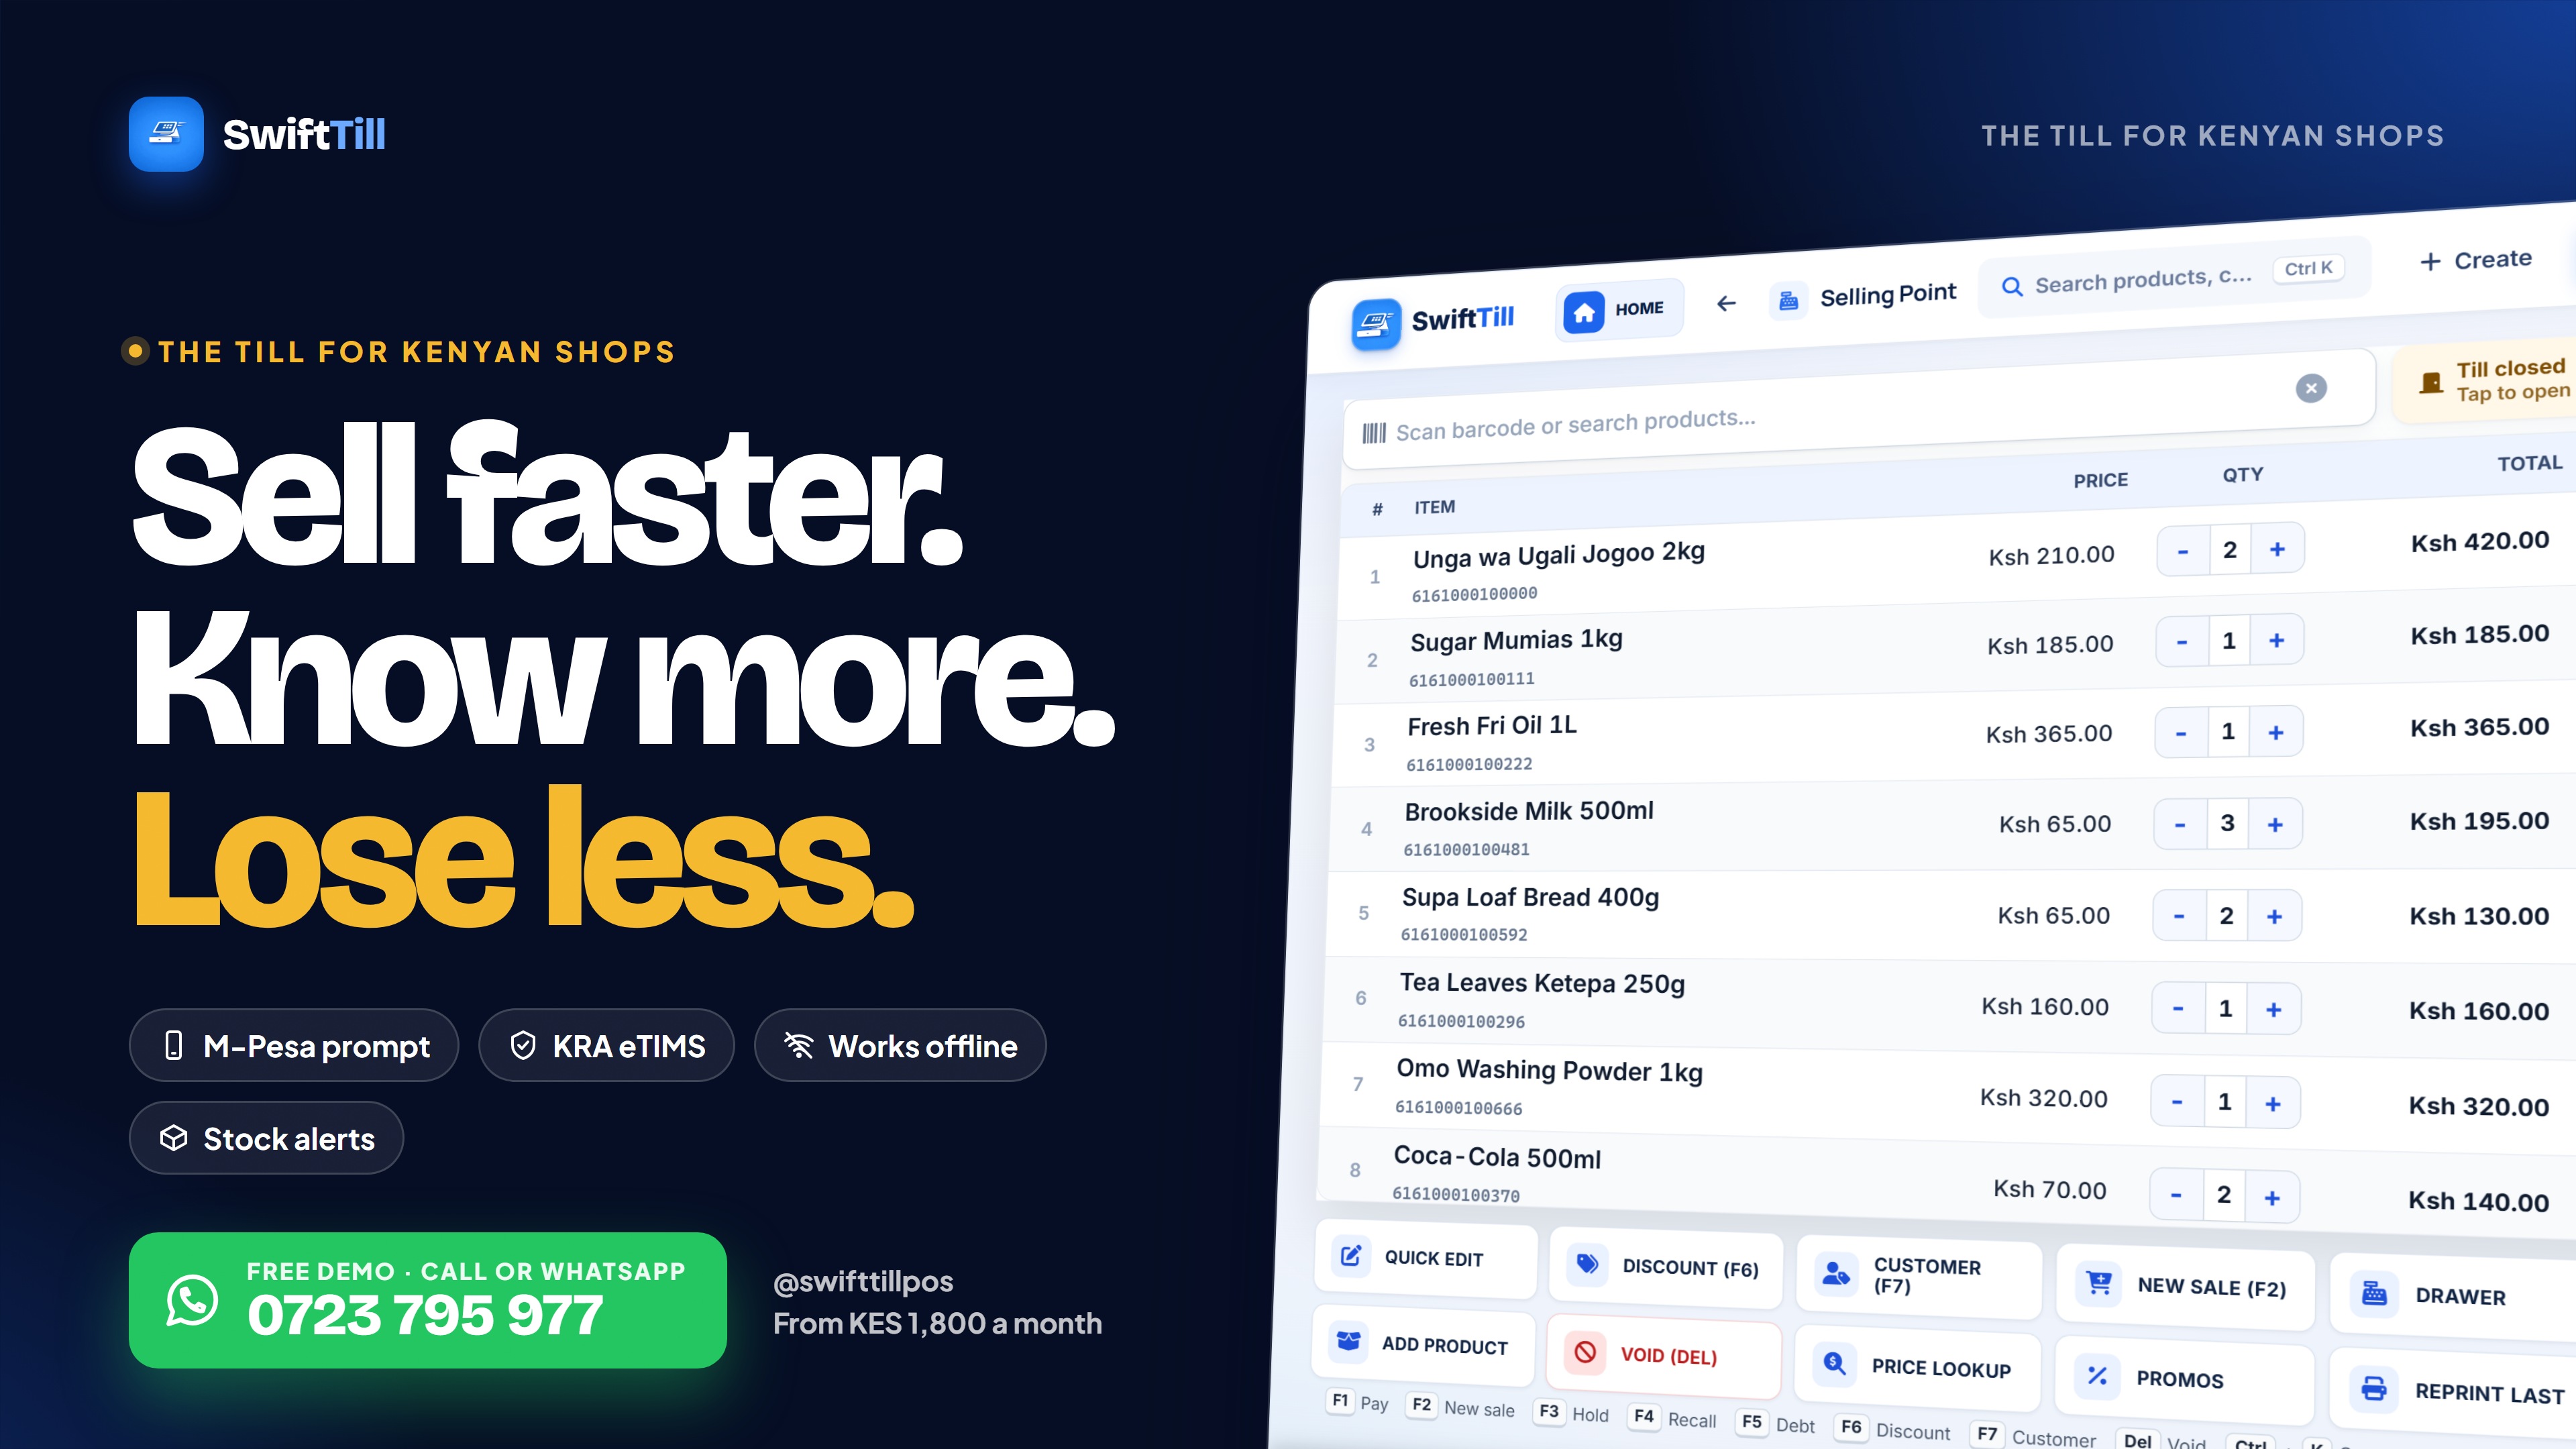 SwiftTill
THE TILL FOR KENYAN SHOPS
THE TILL FOR KENYAN SHOPS
Sell faster.
Know more.
Lose less.
M-Pesa prompt
KRA eTIMS
Works offline
Stock alerts
FREE DEMO · CALL OR WHATSAPP
0723 795 977
@swifttillpos
From KES 1,800 a month
SwiftTill HOME Selling Point Search products, c... Ctrl K + Create
Scan barcode or search products...
Till closed
Tap to open
# ITEM PRICE QTY TOTAL
1 Unga wa Ugali Jogoo 2kg Ksh 210.00 - 2 + Ksh 420.00
6161000100000
2 Sugar Mumias 1kg Ksh 185.00 - 1 + Ksh 185.00
6161000100111
3 Fresh Fri Oil 1L Ksh 365.00 - 1 + Ksh 365.00
6161000100222
4 Brookside Milk 500ml Ksh 65.00 - 3 + Ksh 195.00
6161000100481
5 Supa Loaf Bread 400g Ksh 65.00 - 2 + Ksh 130.00
6161000100592
6 Tea Leaves Ketepa 250g Ksh 160.00 - 1 + Ksh 160.00
6161000100296
7 Omo Washing Powder 1kg Ksh 320.00 - 1 + Ksh 320.00
6161000100666
8 Coca-Cola 500ml Ksh 70.00 - 2 + Ksh 140.00
6161000100370
QUICK EDIT
DISCOUNT (F6)
CUSTOMER
(F7)
NEW SALE (F2)
DRAWER
ADD PRODUCT
VOID (DEL)
PRICE LOOKUP
PROMOS
REPRINT LAST
F1 Pay F2 New sale F3 Hold F4 Recall F5 Debt F6 Discount F7 Customer Del Void Ctrl K